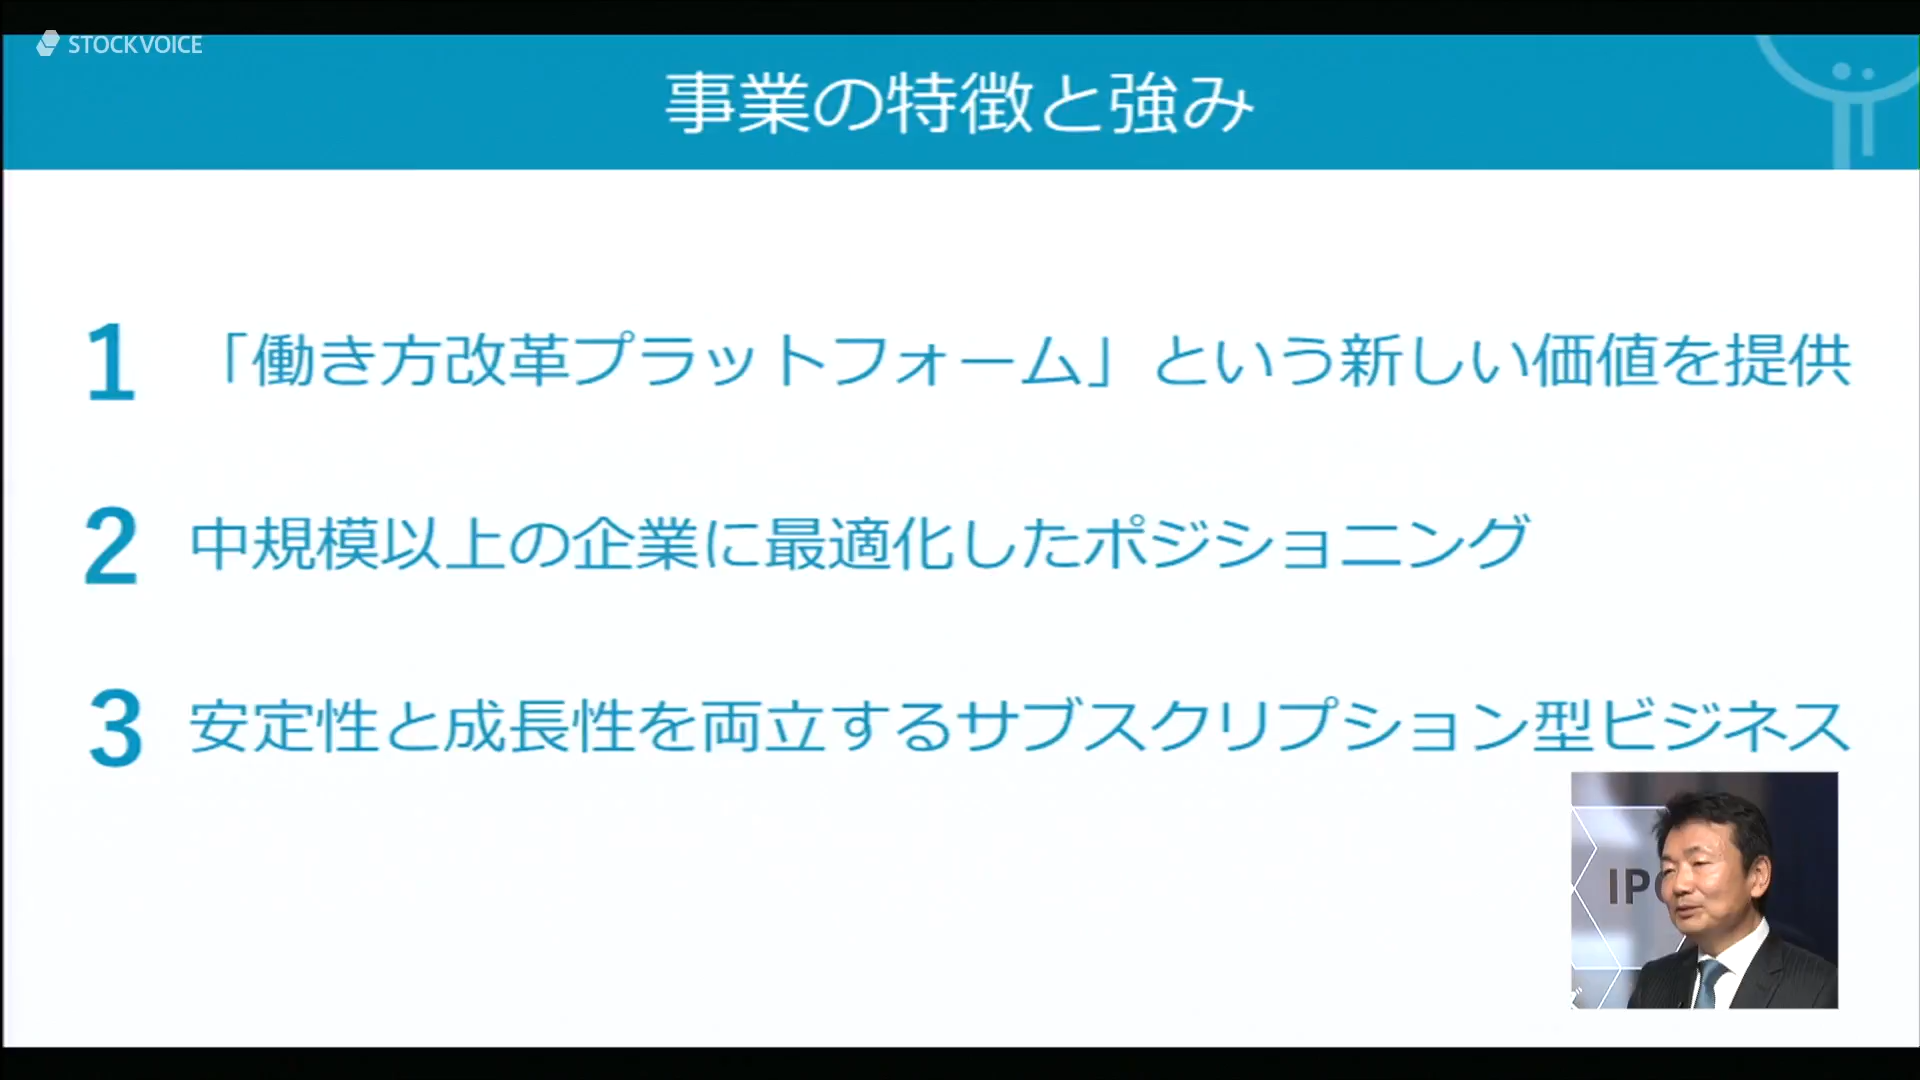 STOCKVOICE
事業の特徴と強み
1 「働き方改革プラットフォーム」という新しい価値を提供
2 中規模以上の企業に最適化したポジショニング
3 安定性と成長性を両立するサブスクリプション型ビジネス
IPO